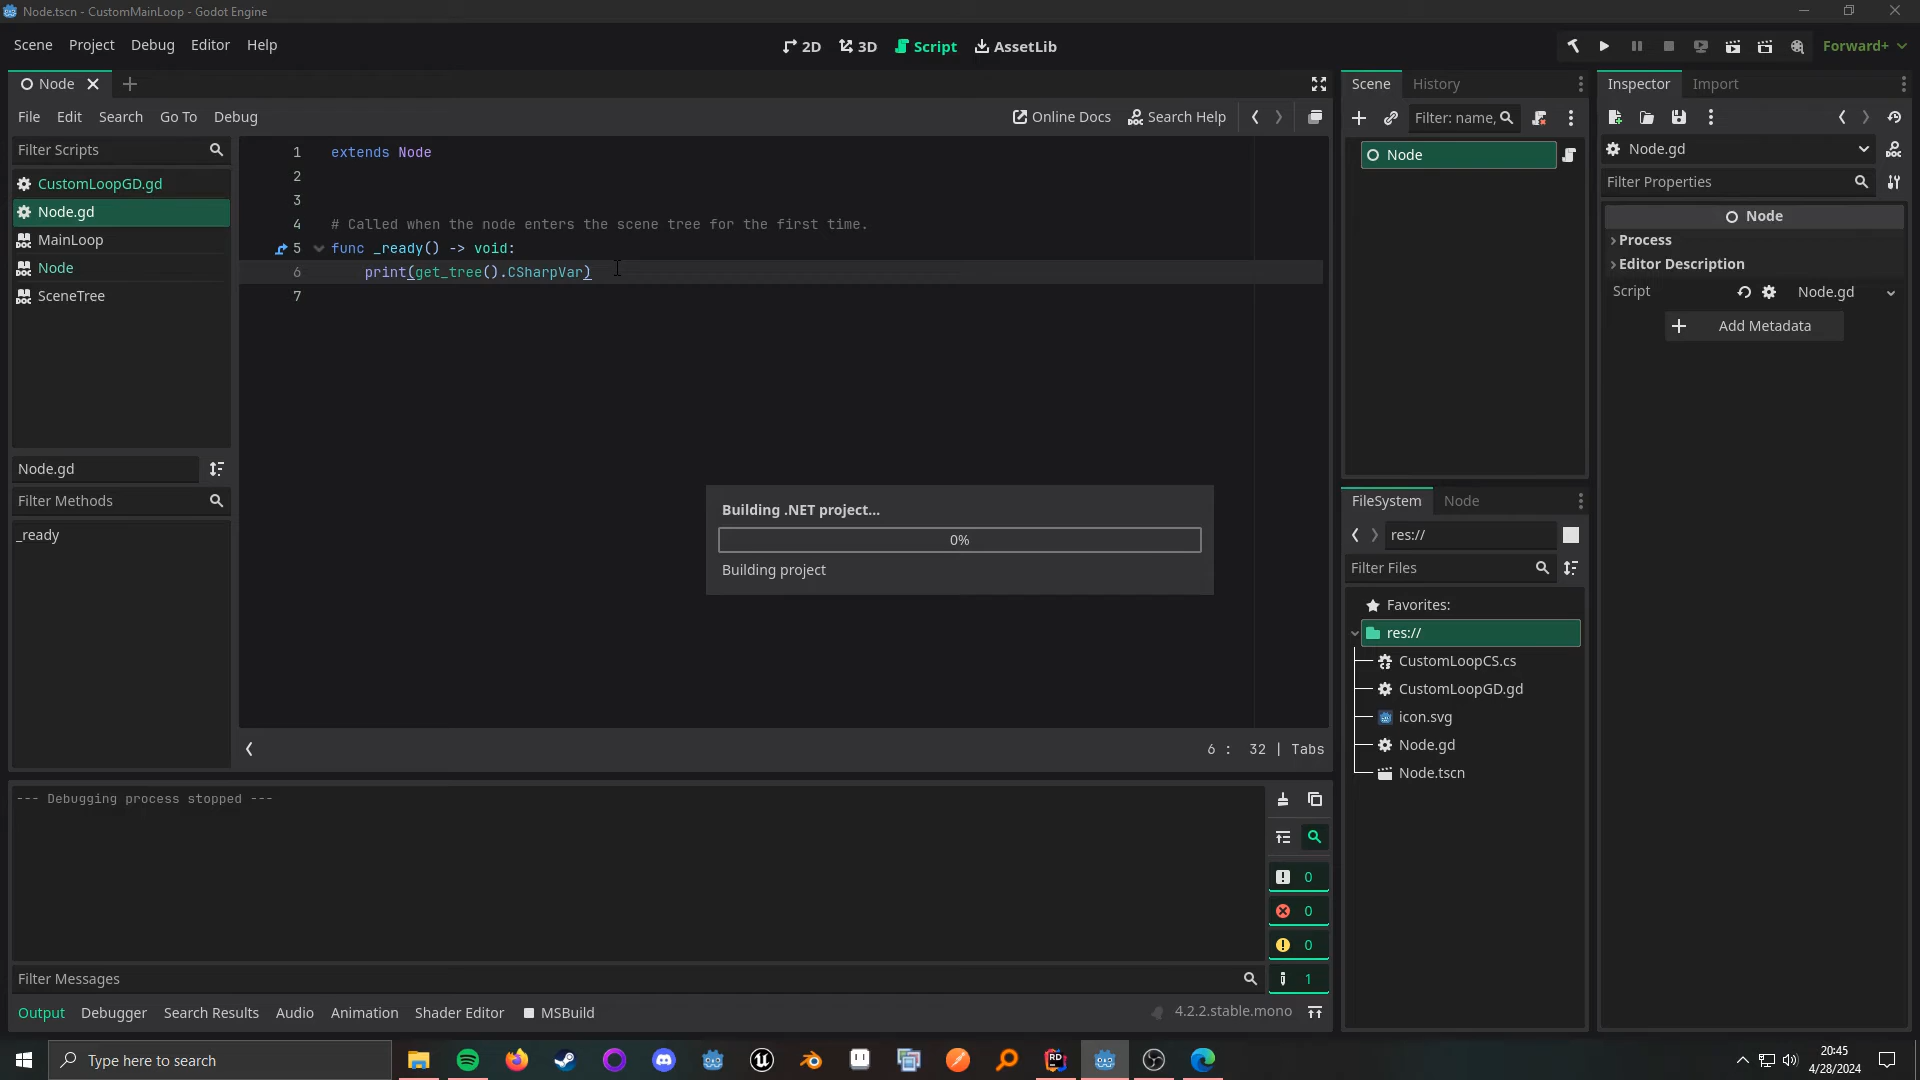 Node.tscn - CustomMainLoop - Godot Engine
Scene Project Debug Editor Help
2D 3D Script AssetLib
Forward+
Node
File Edit Search Go To Debug
Online Docs Search Help
Filter Scripts
CustomLoopGD.gd
Node.gd
MainLoop
Node
SceneTree
Node.gd
Filter Methods
_ready
1 extends Node
2
3
4 # Called when the node enters the scene tree for the first time.
5 func _ready() -> void:
6 print(get_tree().CSharpVar)
7
Building .NET project...
0%
Building project
6 : 32 | Tabs
--- Debugging process stopped ---
0
0
0
1
Filter Messages
Output Debugger Search Results Audio Animation Shader Editor MSBuild
4.2.2.stable.mono
Scene History
Filter: name,
Node
FileSystem Node
res://
Filter Files
Favorites:
res://
CustomLoopCS.cs
CustomLoopGD.gd
icon.svg
Node.gd
Node.tscn
Inspector Import
Node.gd
DOC
Filter Properties
Node
Process
Editor Description
Script Node.gd
Add Metadata
Type here to search
RD
20:45
4/28/2024